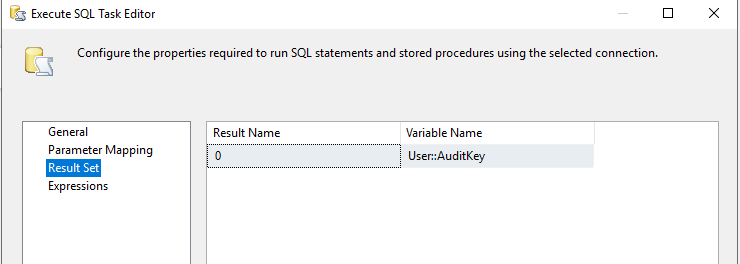 Execute SQL Task Editor
Configure the properties required to run SQL statements and stored procedures using the selected connection.
General
Parameter Mapping
Result Set
Expressions
Result Name Variable Name
0 User::AuditKey